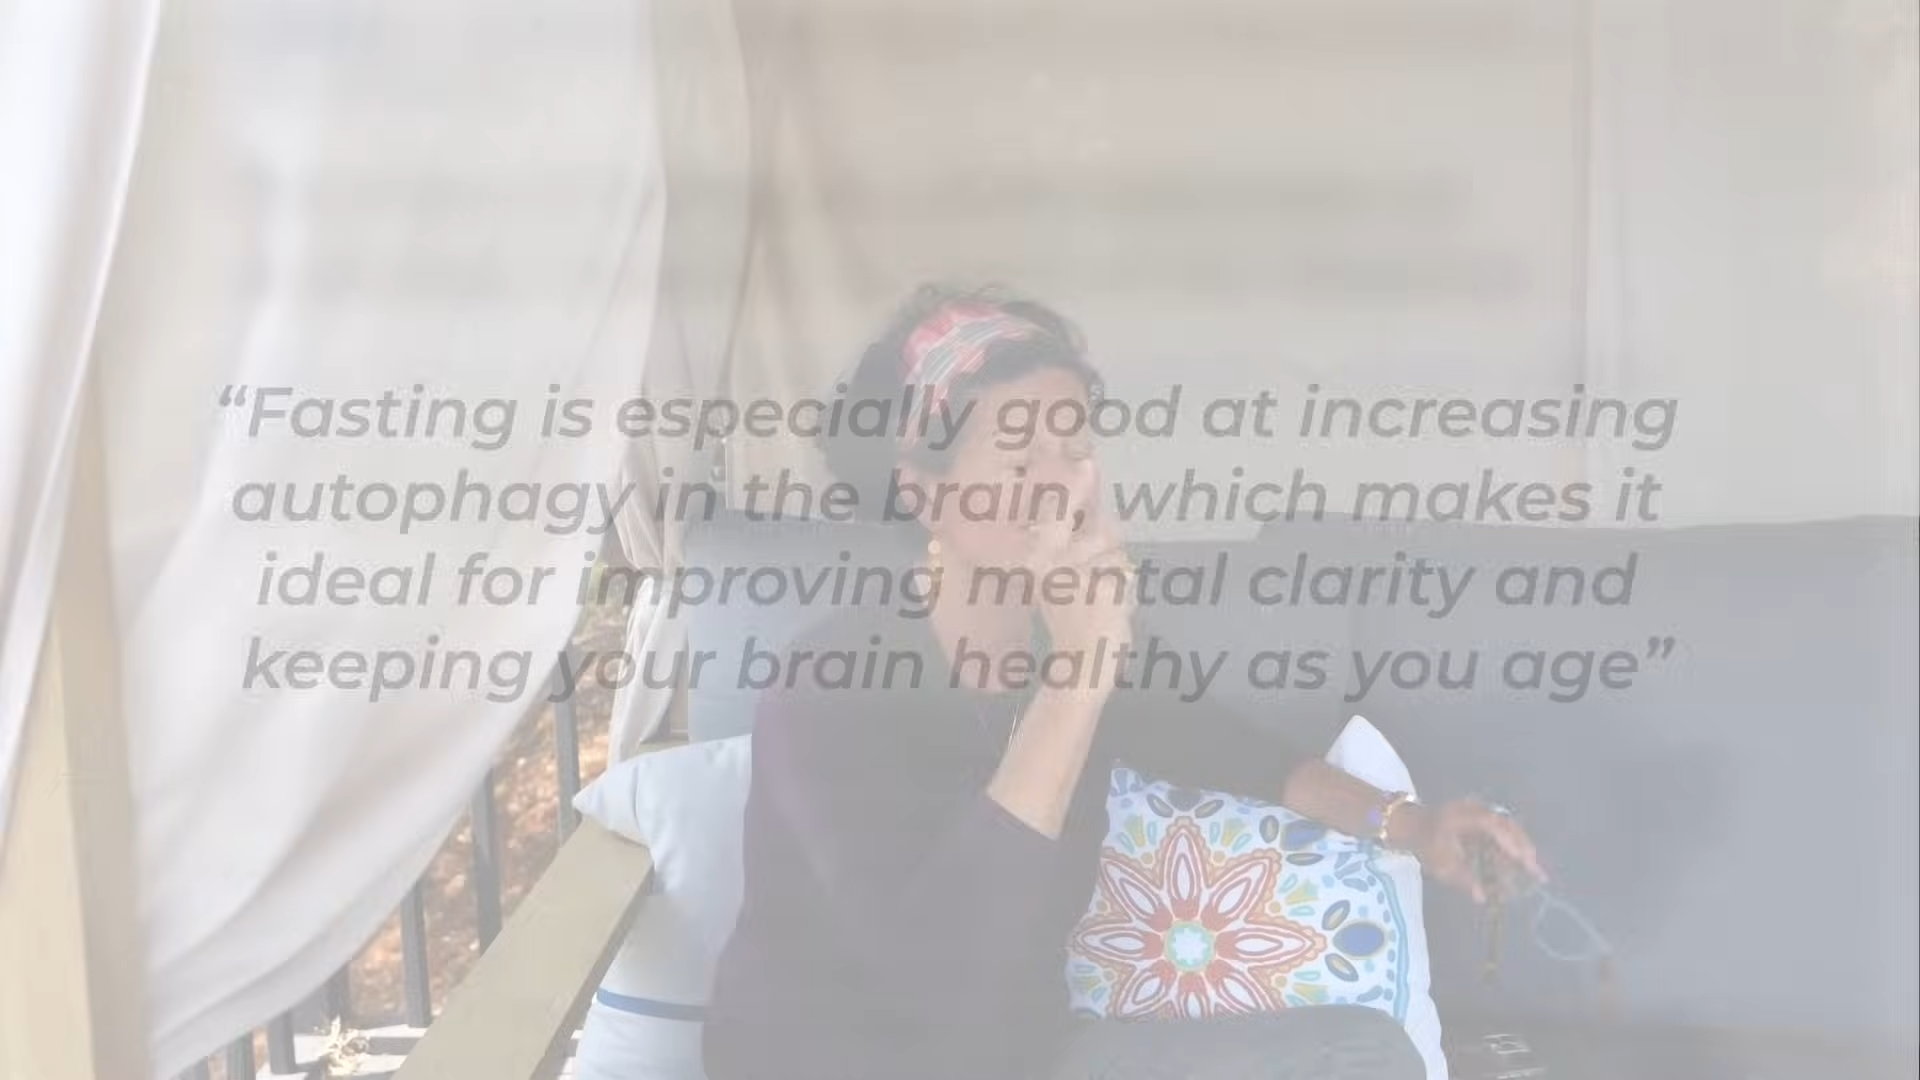 “Fasting is especially good at increasing
autophagy in the brain, which makes it
ideal for improving mental clarity and
keeping your brain healthy as you age”